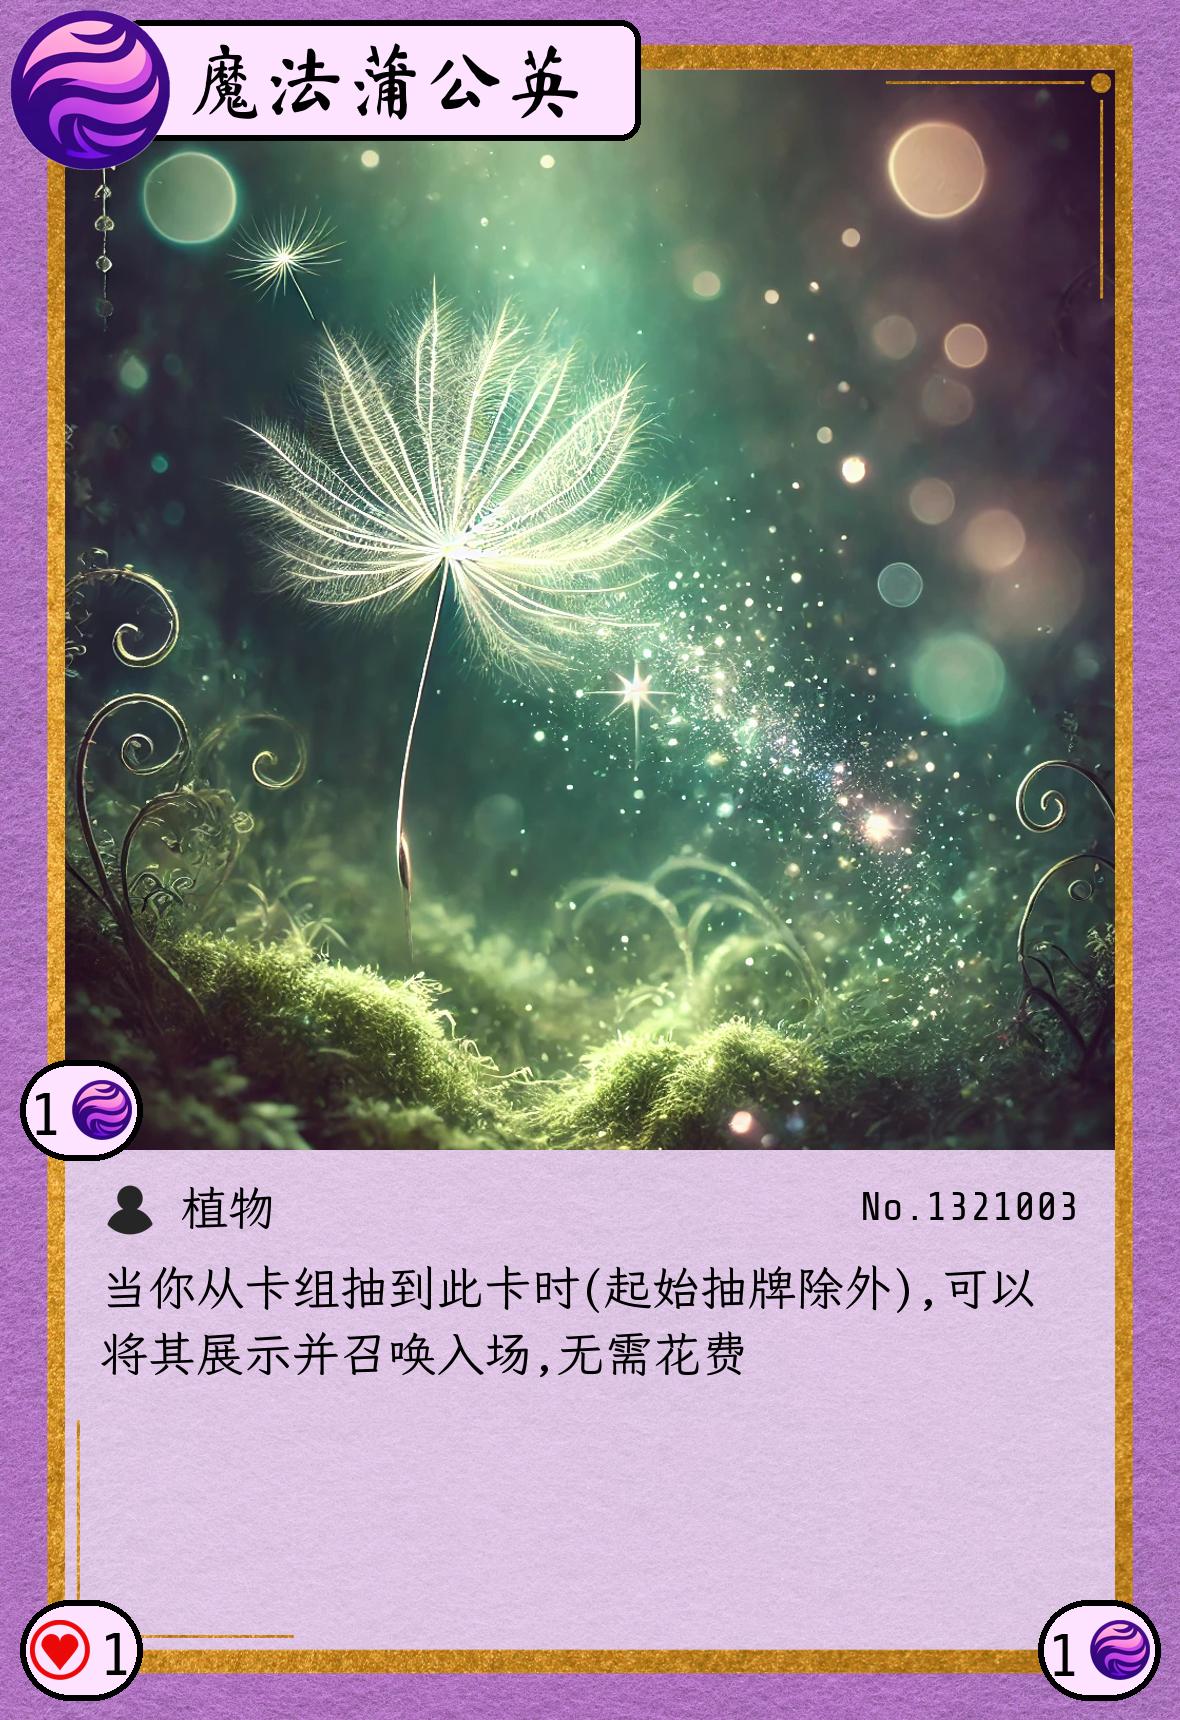 魔法蒲公英
1
植物
No.1321003
当你从卡组抽到此卡时(起始抽牌除外),可以
将其展示并召唤入场,无需花费
1
1